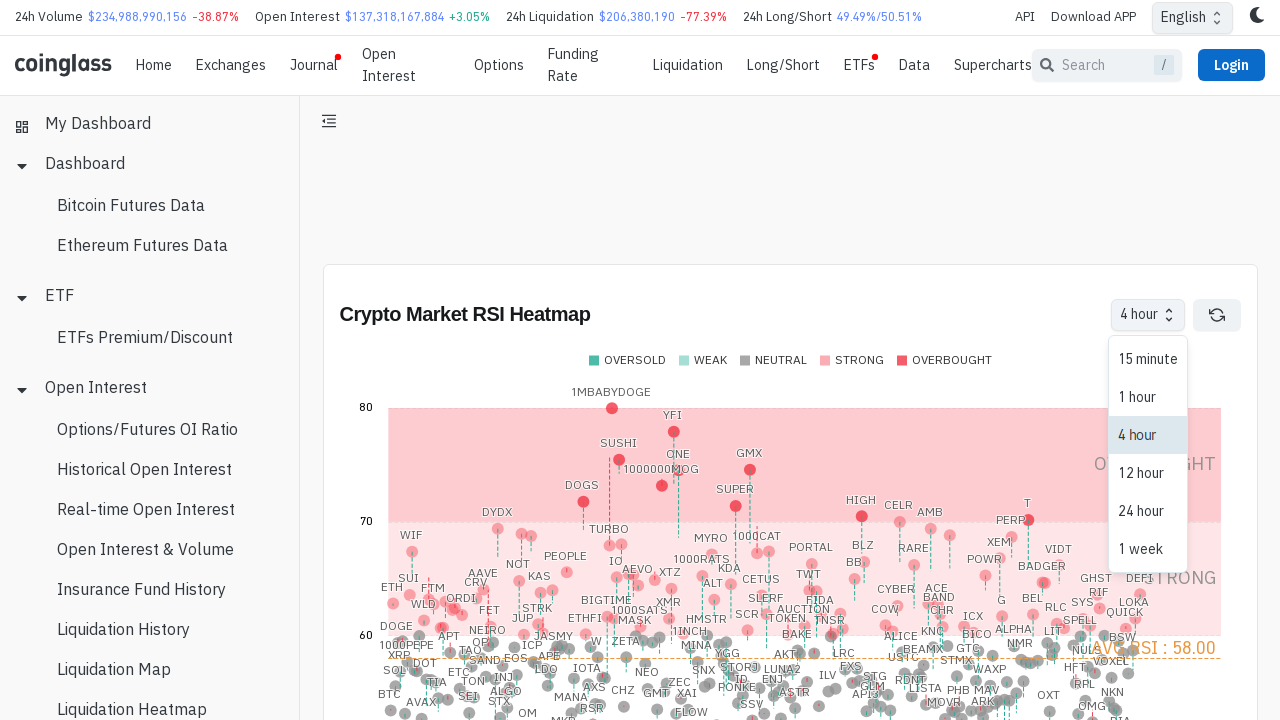 24h Volume $234,988,990,156 -38.87% Open Interest $137,318,167,884 +3.05% 24h Liquidation $206,380,190 -77.39% 24h Long/Short 49.49%/50.51% API Download APP English
coinglass Home Exchanges Journal Open Interest Options Funding Rate Liquidation Long/Short ETFs Data Supercharts Search / Login
My Dashboard
Dashboard
Bitcoin Futures Data
Ethereum Futures Data
ETF
ETFs Premium/Discount
Open Interest
Options/Futures OI Ratio
Historical Open Interest
Real-time Open Interest
Open Interest & Volume
Insurance Fund History
Liquidation History
Liquidation Map
Liquidation Heatmap
Crypto Market RSI Heatmap
4 hour
15 minute
1 hour
4 hour
12 hour
24 hour
1 week
OVERSOLD WEAK NEUTRAL STRONG OVERBOUGHT
1MBABYDOGE
80
YFI
SUSHI
ONE GMX
1000000MOG
DOGS SUPER
HIGH CELR T
DYDX AMB
70 PERP
TURBO
MYRO 1000CAT
WIF PORTAL BLZ RARE XEM VIDT
NOT PEOPLE IO 1000RATS BB POWR
AEVO XTZ KDA BADGER
SUI AAVE KAS ALT CETUS TWT GHST DEFI
ETH FTM CRV CYBER ACE RIF STRONG
WLD ORDI BIGTIME XMR SLERF FIDA BAND BEL SYS LOKA
FET STRK 1000SATS SCR AUCTION COW CHR RLC QUICK
JUP ETHFI MASK HMSTR TOKEN TNSR ICX SPELL
DOGE NEIRO 1INCH KNC ALPHA LIT
60 APT JASMY BAKE ALICE BICO BSW
1000PEPE OP ICP W ZETA MINA NMR
XRP TAO APE YGG AKT LRC BEAMX GTC NULS AVG RSI : 58.00
SOL DOT SAND EOS LDO IOTA NEO SNX STORJ LUNA2 FXS USTC STMX WAXP HFT VOXEL
TIA ETC TON INJ AXS ZEC ID ENJ ILV STG RDNT RPL
BTC SEI ALGO MANA CHZ GMT XAI PONKE ASTR API3 GLM LISTA PHB MAV OXT NKN
AVAX STX RSR SSV MOVR ARK OMG
OM FLOW